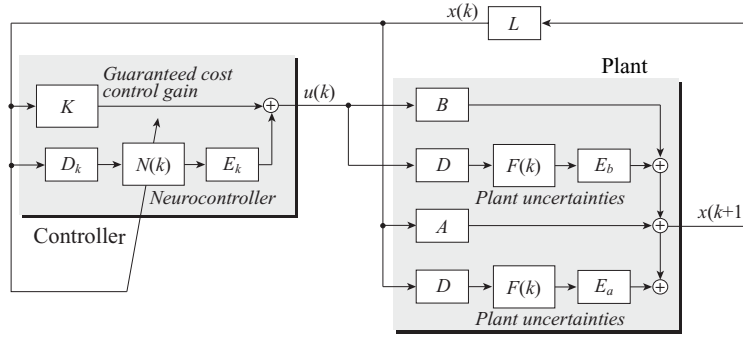 x(k)
L
Plant
Guaranteed cost
control gain
K
u(k)
B
D_k
N(k)
E_k
Neurocontroller
Controller
D
F(k)
E_b
Plant uncertainties
A
x(k+1
D
F(k)
E_a
Plant uncertainties